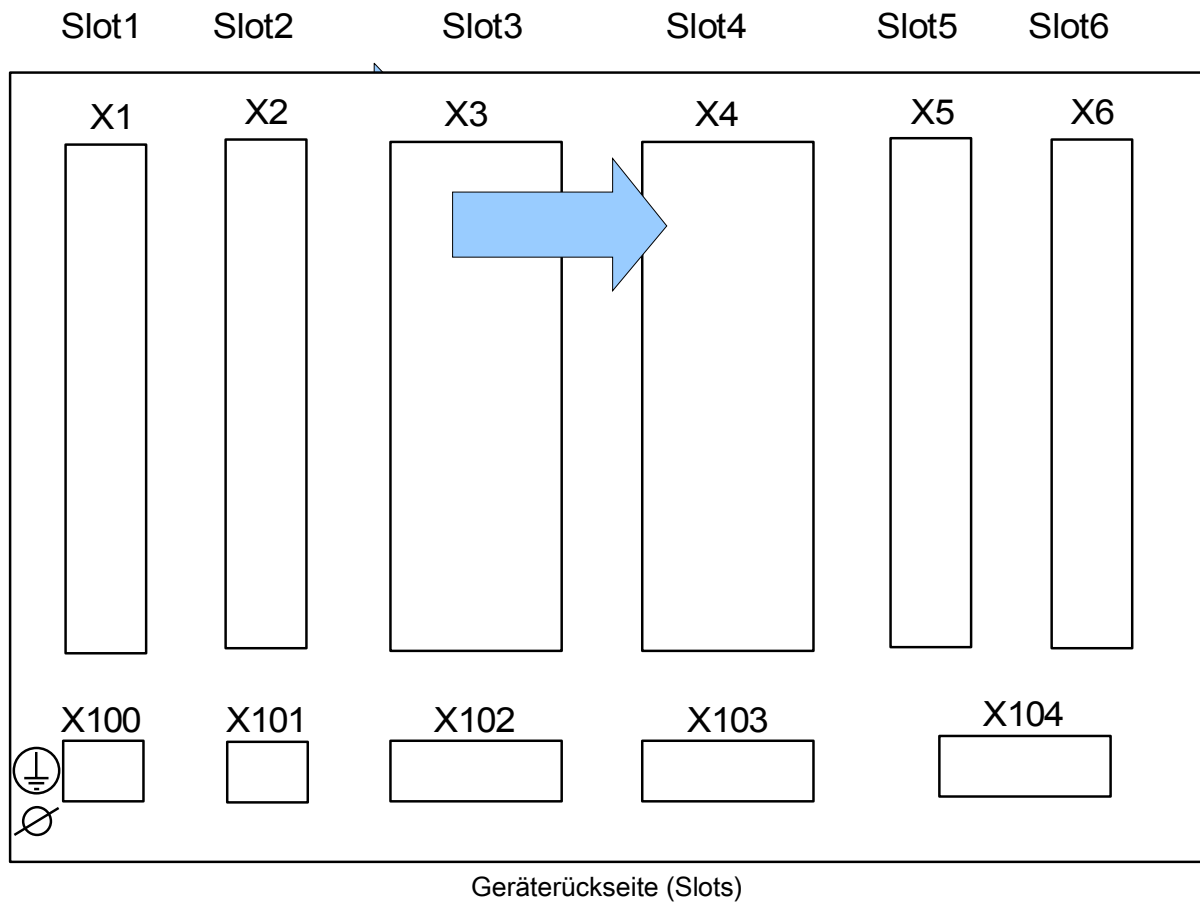 Slot1 Slot2 Slot3 Slot4 Slot5 Slot6
X1 X2 X3 X4 X5 X6
X100 X101 X102 X103 X104
Geräterückseite (Slots)